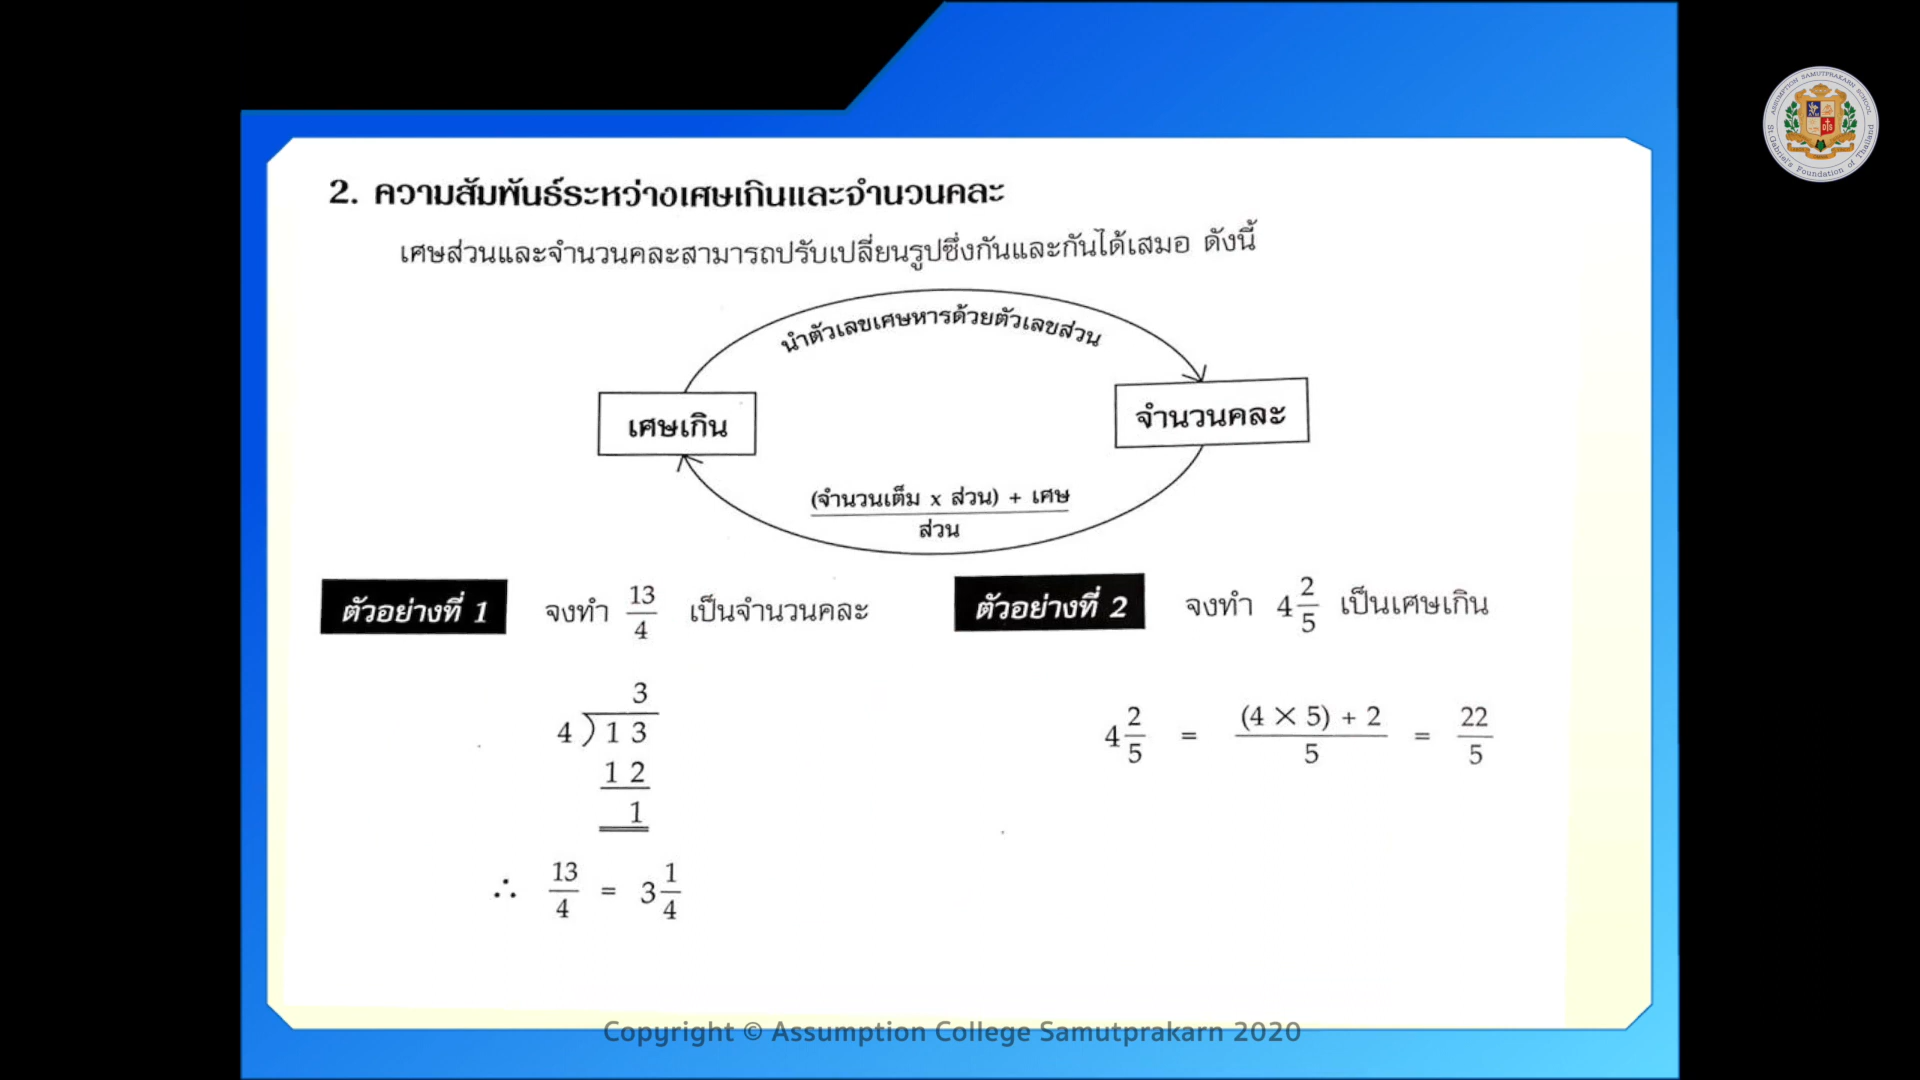 ASSUMPTION SAMUTPRAKARN SCHOOL
St. Gabriel's Foundation of Thailand
2. ความสัมพันธ์ระหว่างเศษเกินและจำนวนคละ
เศษส่วนและจำนวนคละสามารถปรับเปลี่ยนรูปซึ่งกันและกันได้เสมอ ดังนี้
นำตัวเลขเศษหารด้วยตัวเลขส่วน
เศษเกิน
จำนวนคละ
(จำนวนเต็ม x ส่วน) + เศษ
ส่วน
ตัวอย่างที่ 1 จงทำ 13/4 เป็นจำนวนคละ
3
4 ) 1 3
1 2
1
∴ 13/4 = 3 1/4
ตัวอย่างที่ 2 จงทำ 4 2/5 เป็นเศษเกิน
4 2/5 = (4 × 5) + 2 / 5 = 22/5
Copyright © Assumption College Samutprakarn 2020